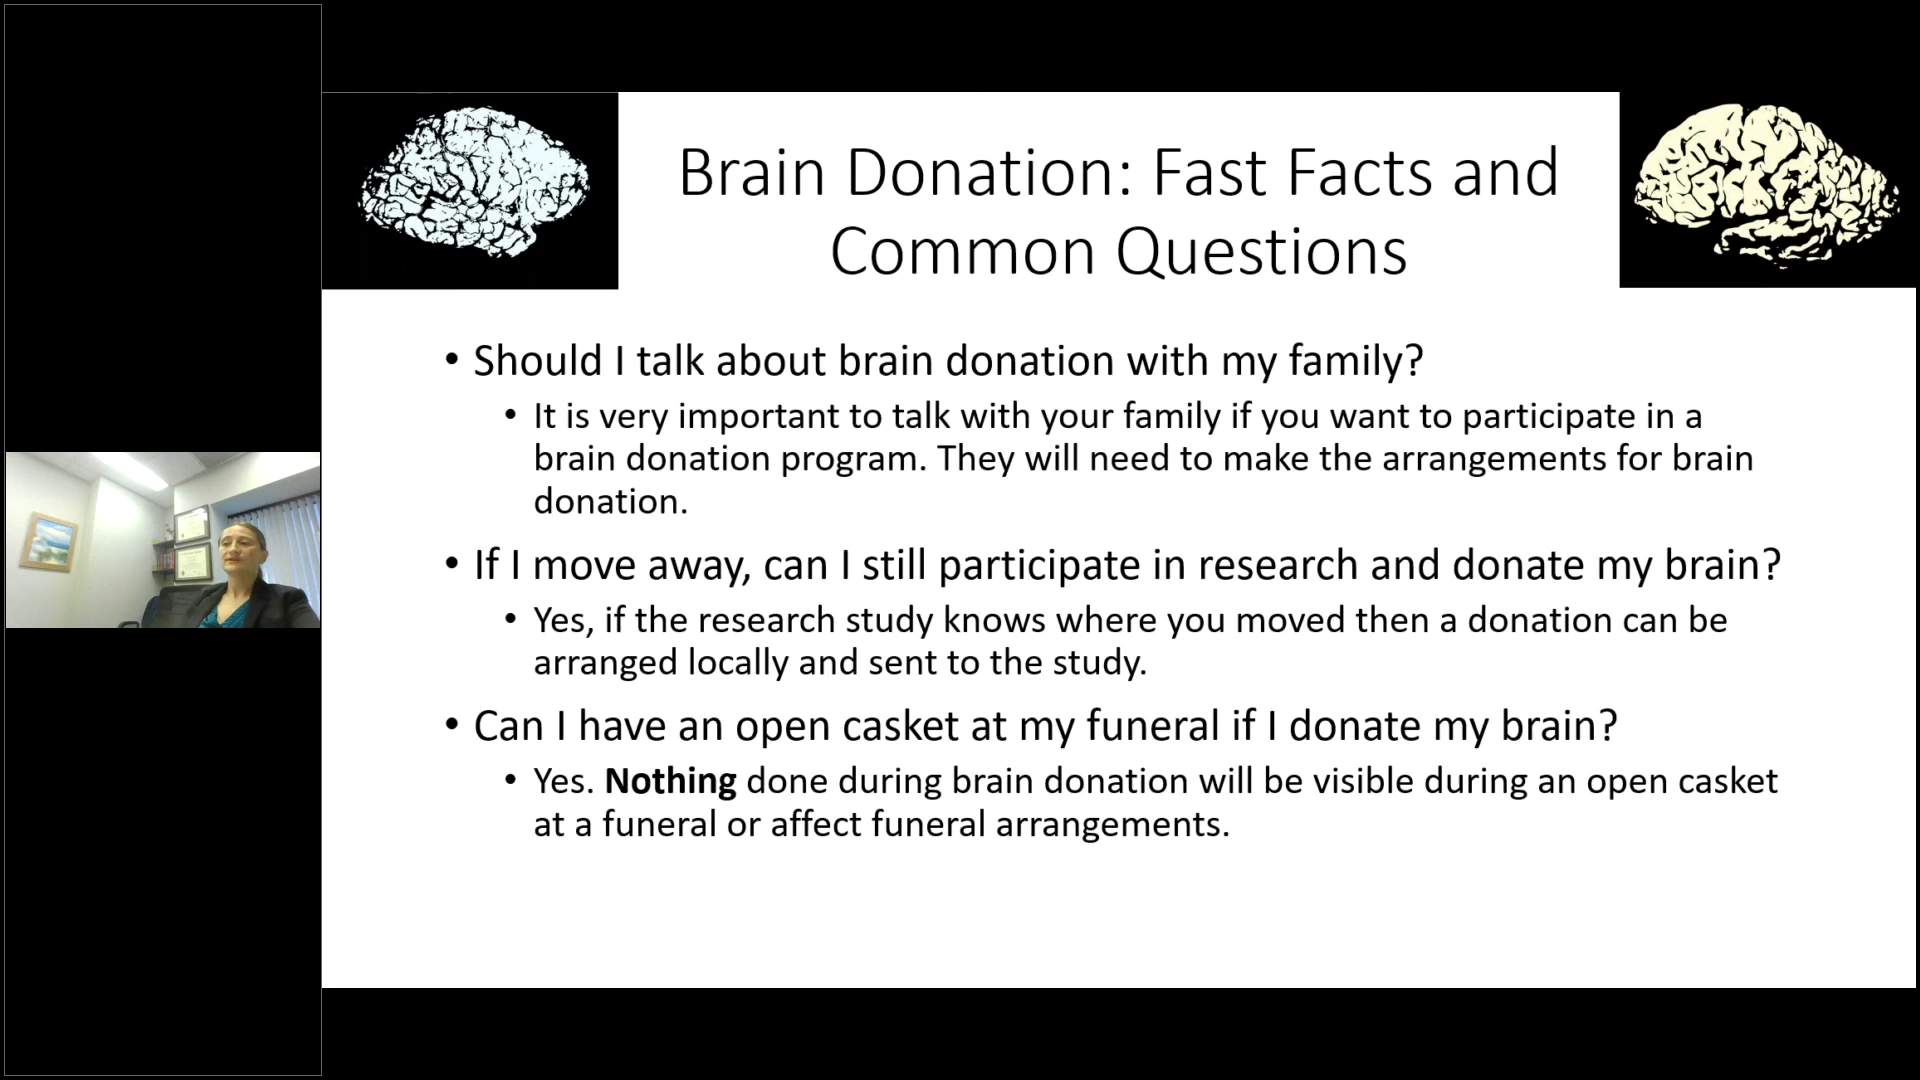 Brain Donation: Fast Facts and
Common Questions
• Should I talk about brain donation with my family?
• It is very important to talk with your family if you want to participate in a
brain donation program. They will need to make the arrangements for brain
donation.
• If I move away, can I still participate in research and donate my brain?
• Yes, if the research study knows where you moved then a donation can be
arranged locally and sent to the study.
• Can I have an open casket at my funeral if I donate my brain?
• Yes. Nothing done during brain donation will be visible during an open casket
at a funeral or affect funeral arrangements.